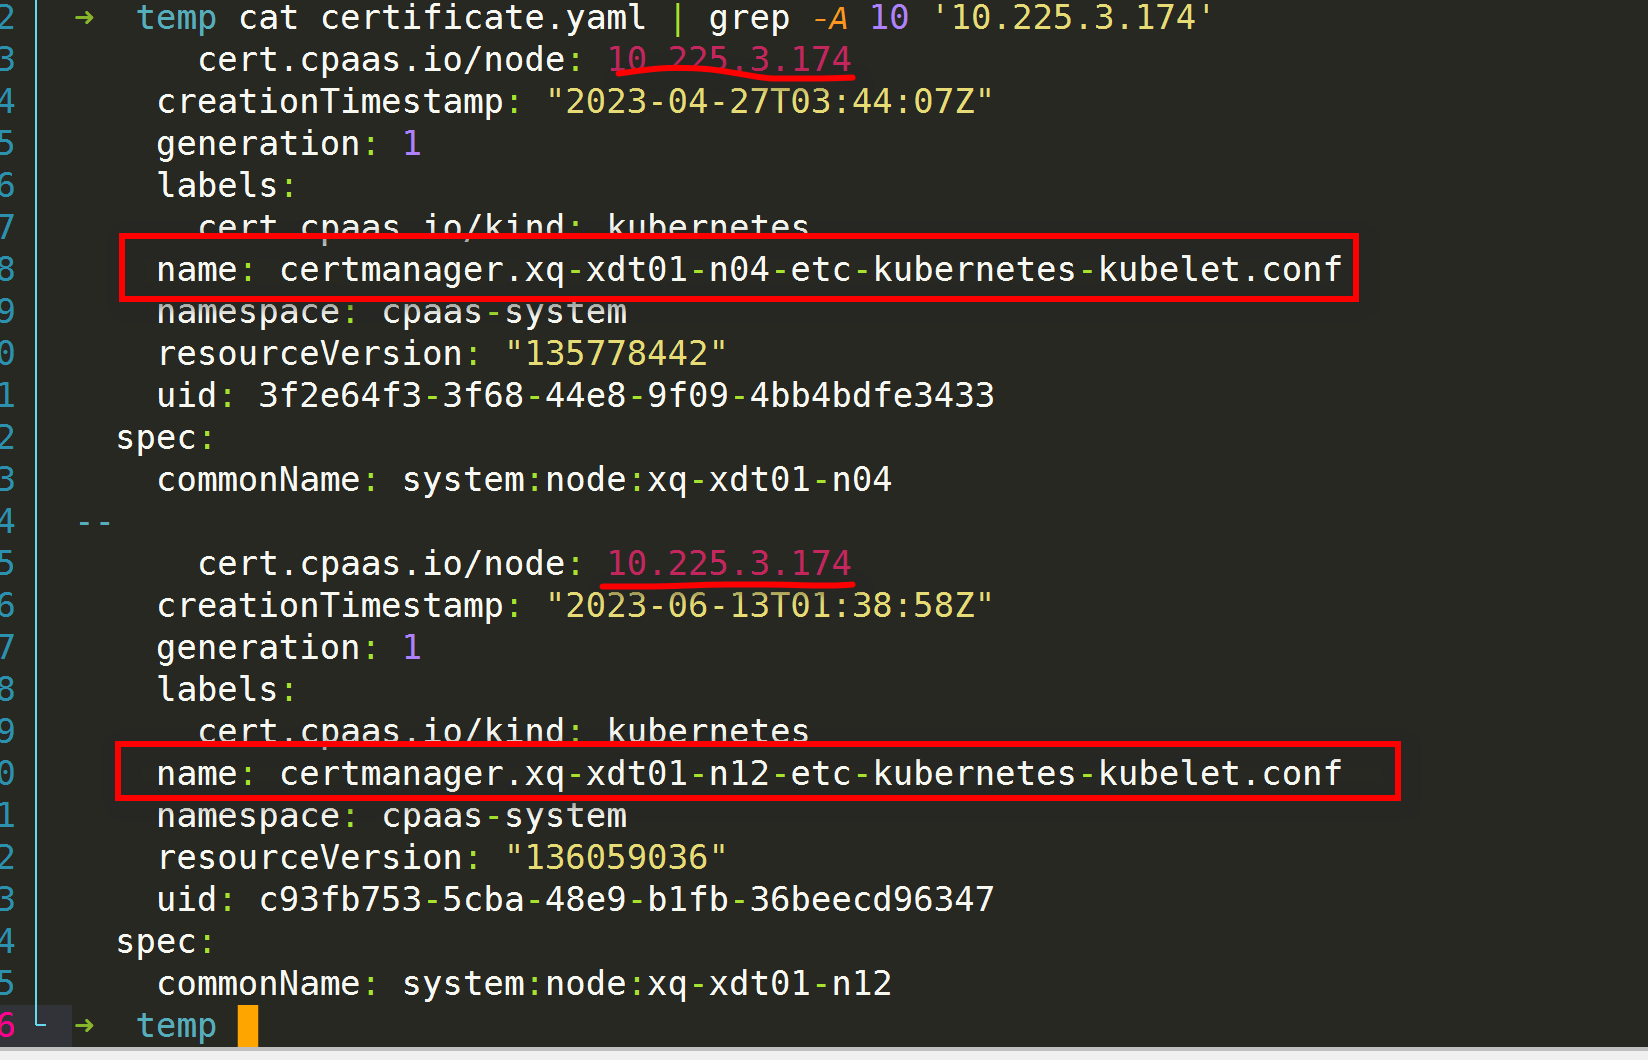 2 ➜ temp cat certificate.yaml | grep -A 10 '10.225.3.174'
3 cert.cpaas.io/node: 10.225.3.174
4 creationTimestamp: "2023-04-27T03:44:07Z"
5 generation: 1
6 labels:
7 cert.cpaas.io/kind: kubernetes
8 name: certmanager.xq-xdt01-n04-etc-kubernetes-kubelet.conf
9 namespace: cpaas-system
0 resourceVersion: "135778442"
1 uid: 3f2e64f3-3f68-44e8-9f09-4bb4bdfe3433
2 spec:
3 commonName: system:node:xq-xdt01-n04
4 --
5 cert.cpaas.io/node: 10.225.3.174
6 creationTimestamp: "2023-06-13T01:38:58Z"
7 generation: 1
8 labels:
9 cert.cpaas.io/kind: kubernetes
0 name: certmanager.xq-xdt01-n12-etc-kubernetes-kubelet.conf
1 namespace: cpaas-system
2 resourceVersion: "136059036"
3 uid: c93fb753-5cba-48e9-b1fb-36beecd96347
4 spec:
5 commonName: system:node:xq-xdt01-n12
6 ➜ temp